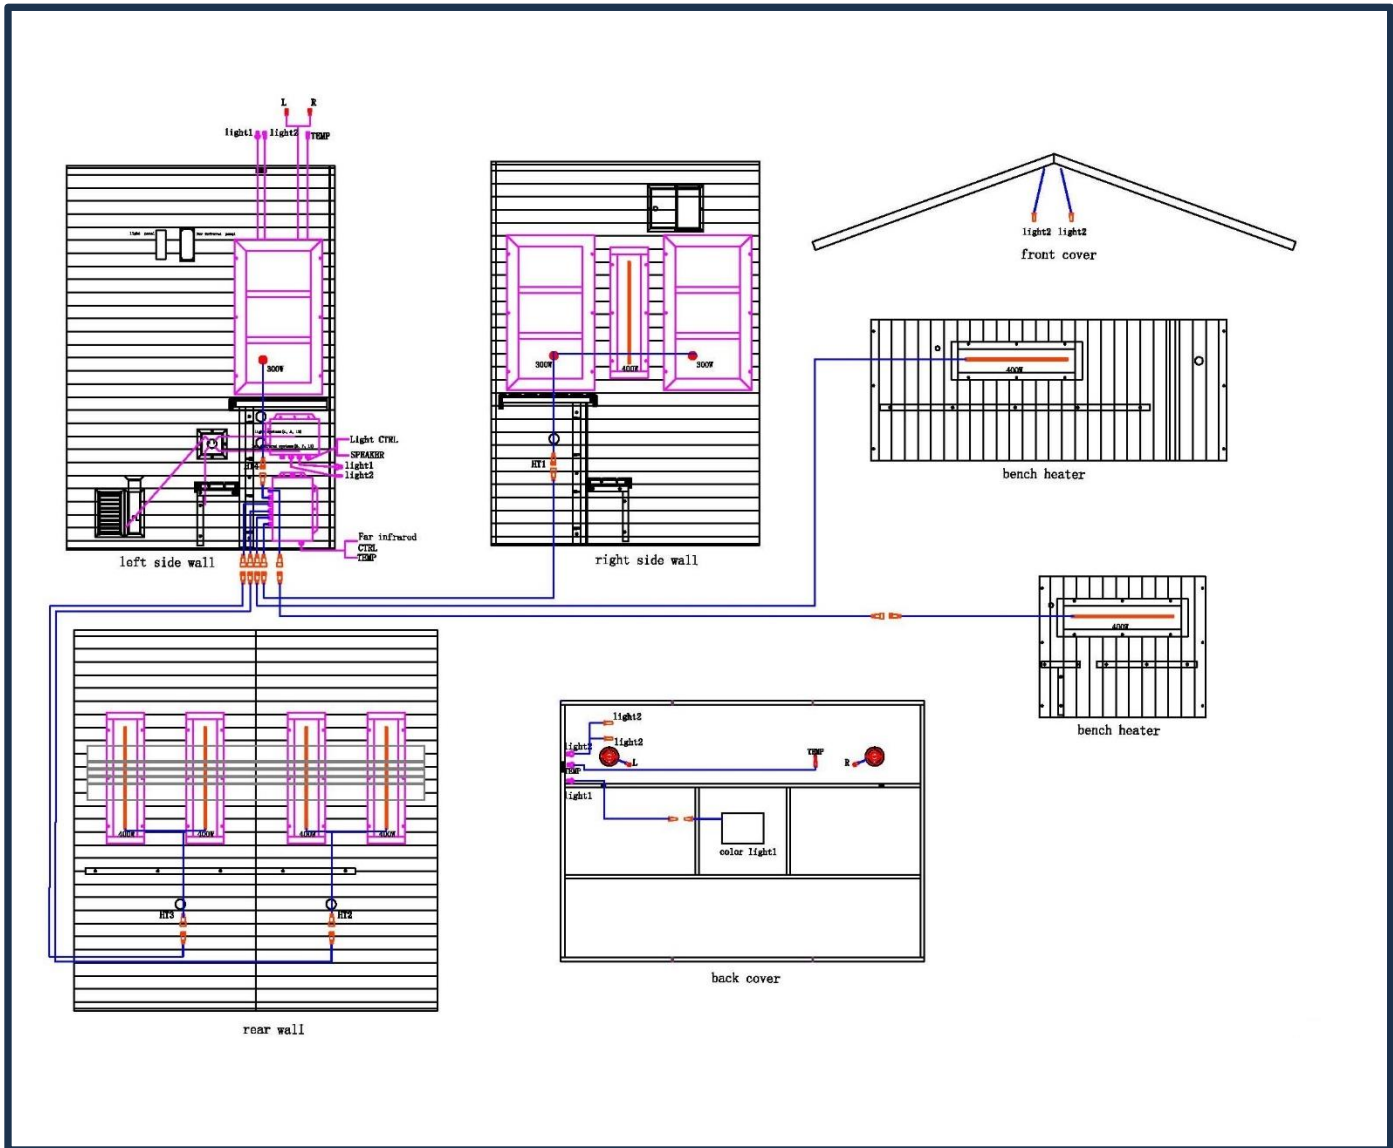 L R
light1 light2 TEMP
300W
HT4
Light CTRL
SPEAKER
light1
light2
Far infrared
CTRL
TEMP
left side wall
300W 400W 300W
HT1
right side wall
light2 light2
front cover
400W
bench heater
400W
bench heater
400W 400W 400W 400W
HT3 HT2
rear wall
light2
light2
light2
TEMP
L
TEMP
R
light1
color light1
back cover